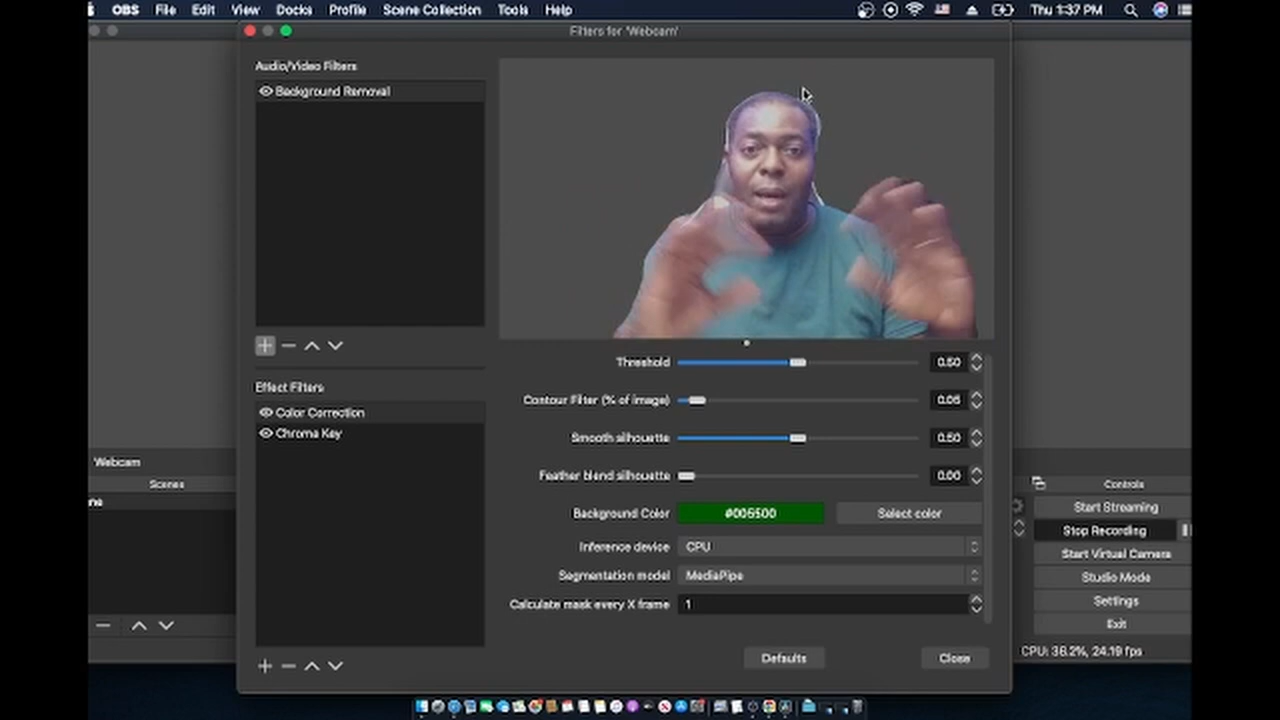 OBS File Edit View Docks Profile Scene Collection Tools Help Thu 1:37 PM
Filters for 'Webcam'
Audio/Video Filters
Background Removal
Effect Filters
Color Correction
Chroma Key
Threshold 0.50
Contour Filter (% of image) 0.05
Smooth silhouette 0.50
Feather blend silhouette 0.00
Background Color #005500 Select color
Inference device CPU
Segmentation model MediaPipe
Calculate mask every X frame 1
Defaults Close
Webcam
Scenes
ne
Controls
Start Streaming
Stop Recording
Start Virtual Camera
Studio Mode
Settings
Exit
CPU: 36.2%, 24.19 fps